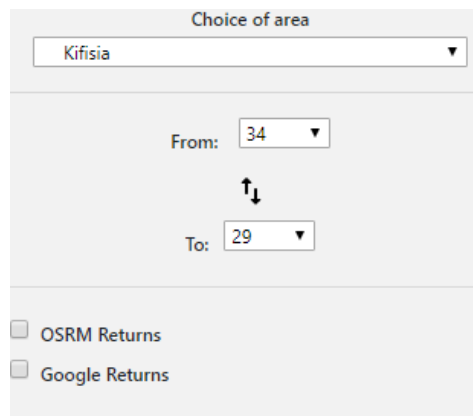 Choice of area
Kifisia
From: 34
To: 29
OSRM Returns
Google Returns